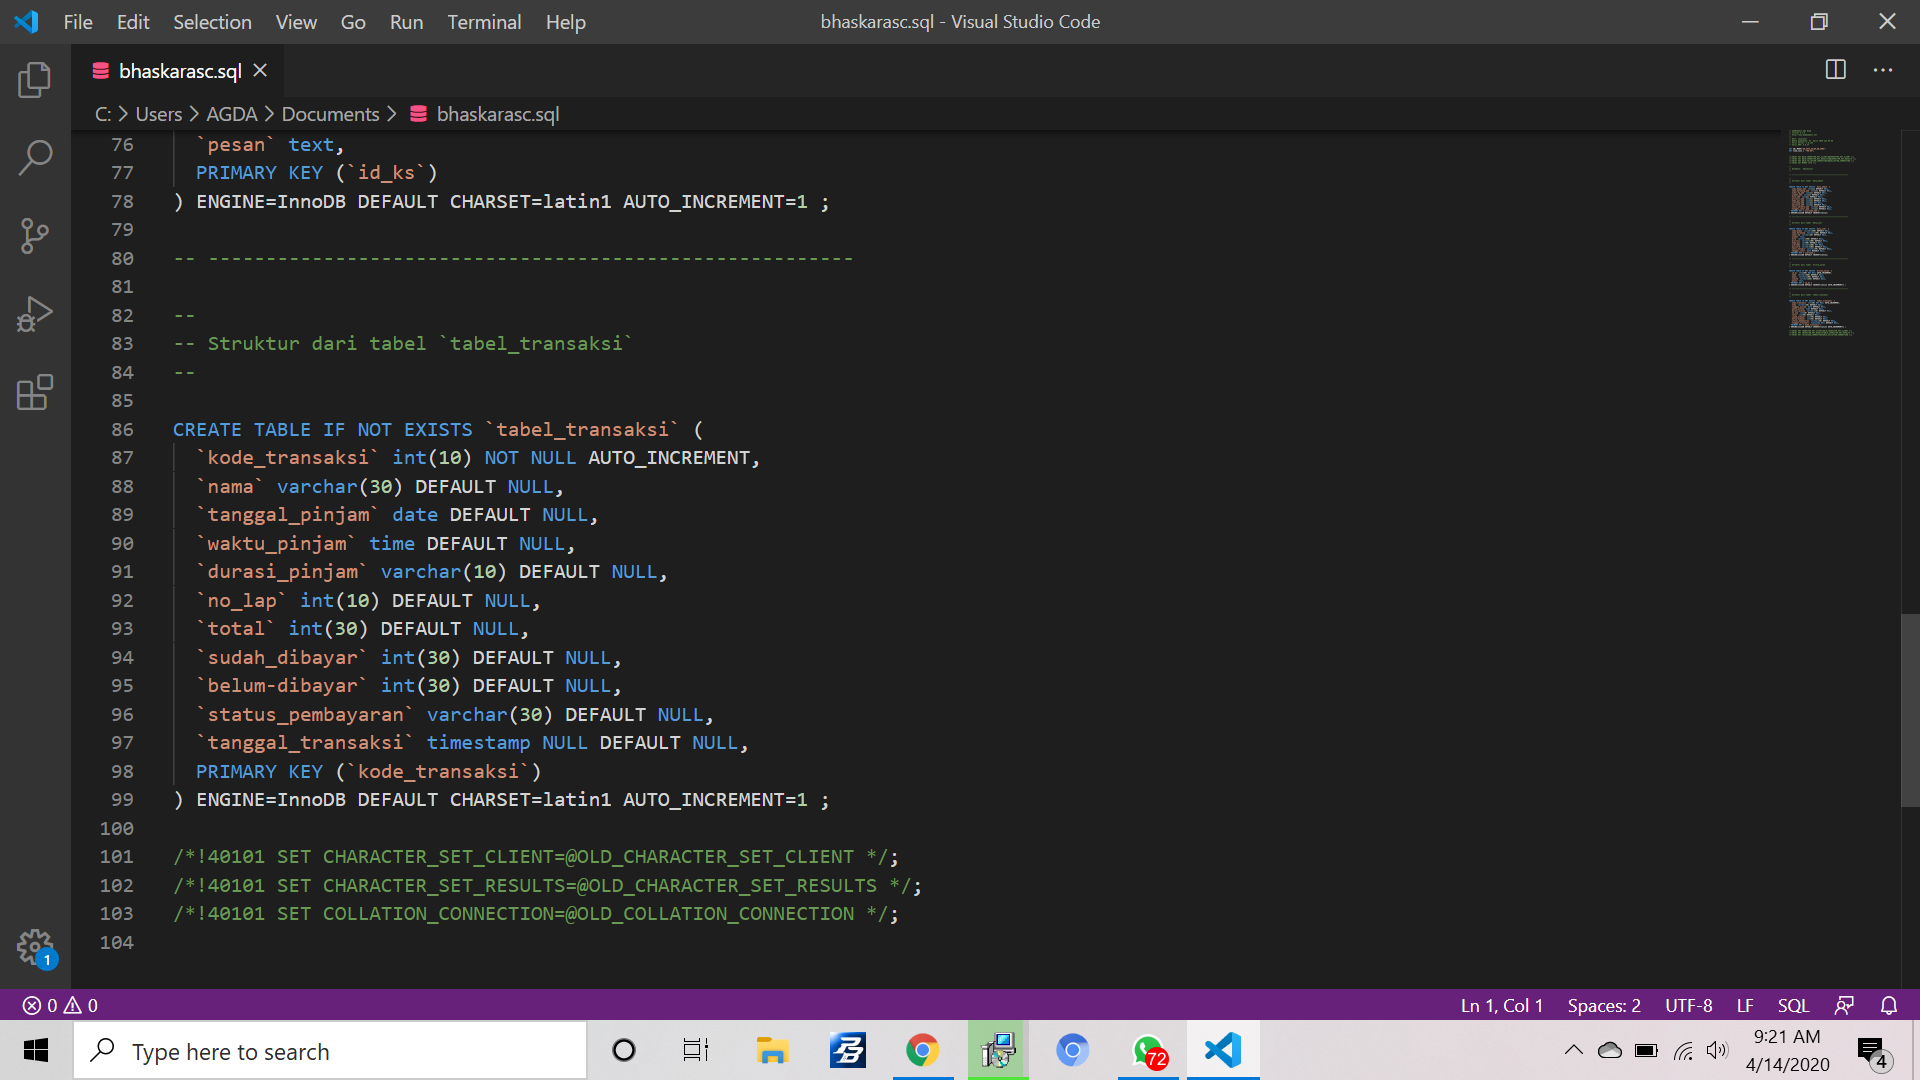 File Edit Selection View Go Run Terminal Help
bhaskarasc.sql - Visual Studio Code
bhaskarasc.sql
C: > Users > AGDA > Documents > bhaskarasc.sql
76 `pesan` text,
77 PRIMARY KEY (`id_ks`)
78 ) ENGINE=InnoDB DEFAULT CHARSET=latin1 AUTO_INCREMENT=1 ;
79
80 -- --------------------------------------------------------
81
82 --
83 -- Struktur dari tabel `tabel_transaksi`
84 --
85
86 CREATE TABLE IF NOT EXISTS `tabel_transaksi` (
87 `kode_transaksi` int(10) NOT NULL AUTO_INCREMENT,
88 `nama` varchar(30) DEFAULT NULL,
89 `tanggal_pinjam` date DEFAULT NULL,
90 `waktu_pinjam` time DEFAULT NULL,
91 `durasi_pinjam` varchar(10) DEFAULT NULL,
92 `no_lap` int(10) DEFAULT NULL,
93 `total` int(30) DEFAULT NULL,
94 `sudah_dibayar` int(30) DEFAULT NULL,
95 `belum-dibayar` int(30) DEFAULT NULL,
96 `status_pembayaran` varchar(30) DEFAULT NULL,
97 `tanggal_transaksi` timestamp NULL DEFAULT NULL,
98 PRIMARY KEY (`kode_transaksi`)
99 ) ENGINE=InnoDB DEFAULT CHARSET=latin1 AUTO_INCREMENT=1 ;
100
101 /*!40101 SET CHARACTER_SET_CLIENT=@OLD_CHARACTER_SET_CLIENT */;
102 /*!40101 SET CHARACTER_SET_RESULTS=@OLD_CHARACTER_SET_RESULTS */;
103 /*!40101 SET COLLATION_CONNECTION=@OLD_COLLATION_CONNECTION */;
104
1
0 0
Ln 1, Col 1 Spaces: 2 UTF-8 LF SQL
Type here to search
72
9:21 AM
4/14/2020
4